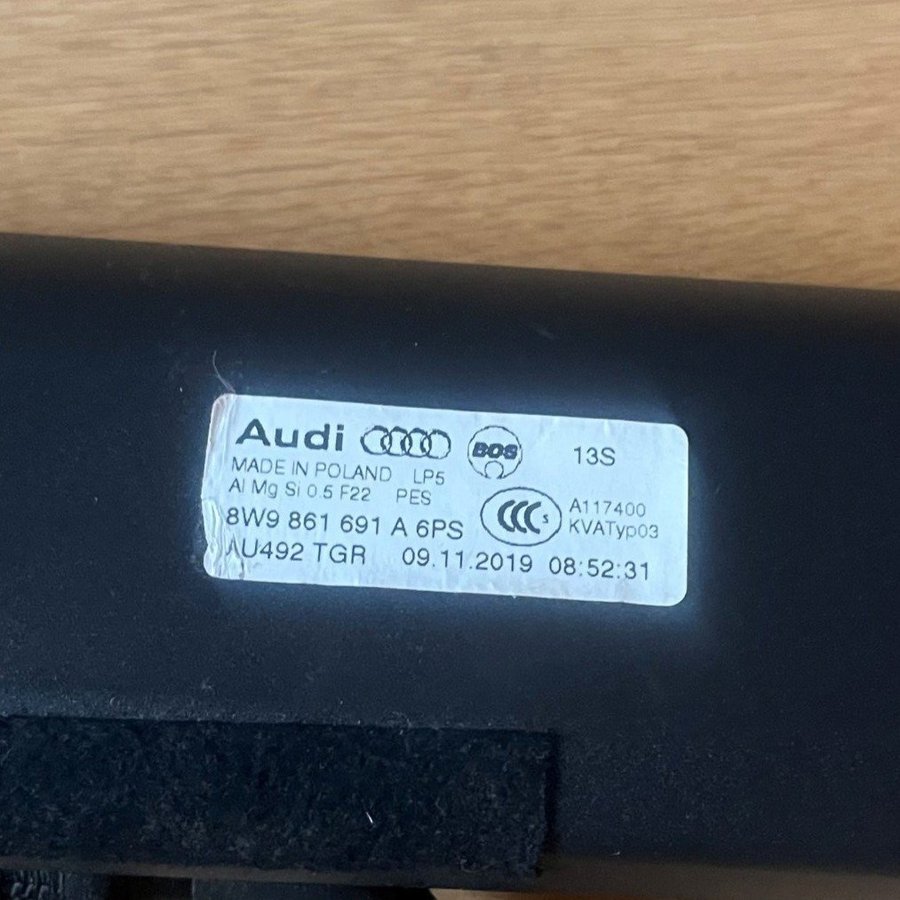 Audi BOS 13S
MADE IN POLAND LP5
Al Mg Si 0.5 F22 PES
CCC S A117400
KVATyp03
8W9 861 691 A 6PS
AU492 TGR 09.11.2019 08:52:31